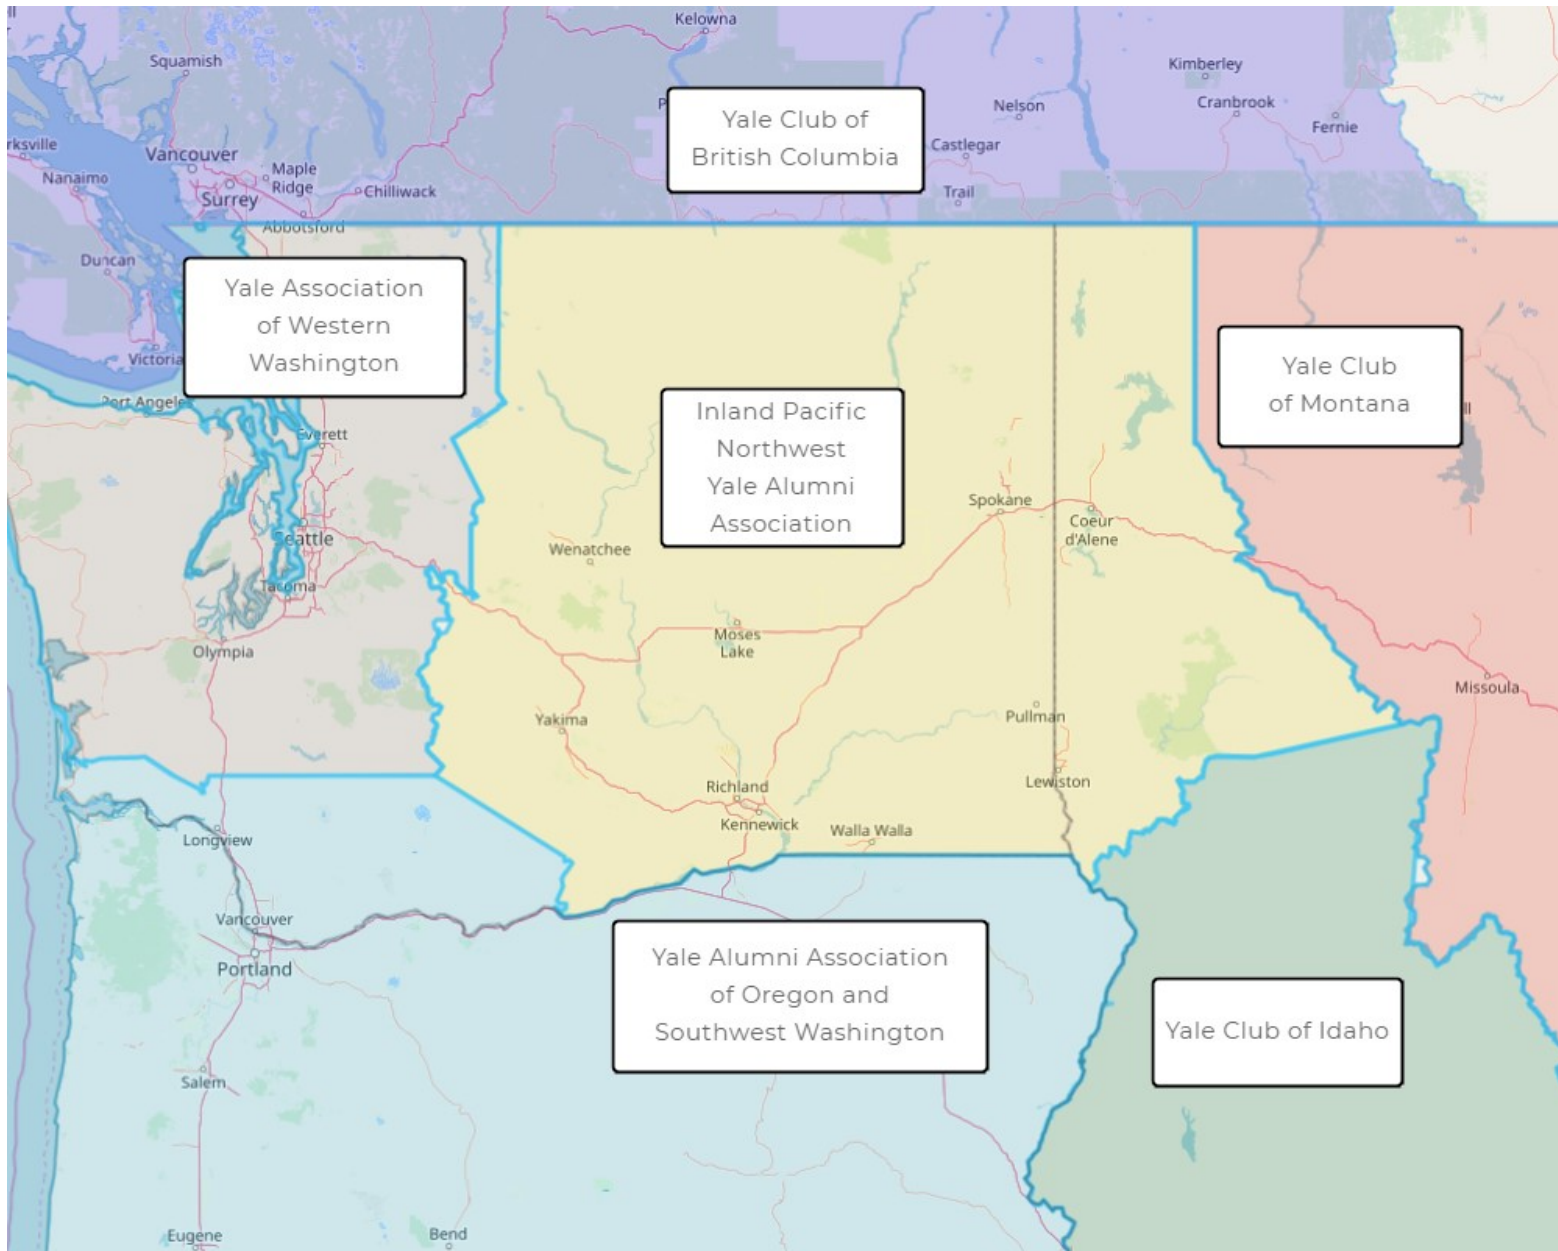 Kelowna
Squamish
Kimberley
Nelson
Cranbrook
Fernie
Yale Club of
British Columbia
Vancouver
Castlegar
Maple
Ridge
Nanaimo
Chilliwack
Trail
Surrey
Abbotsford
Duncan
Yale Association
of Western
Washington
Victoria
Yale Club
of Montana
Inland Pacific
Northwest
Yale Alumni
Association
Everett
Spokane
Coeur
d'Alene
Seattle
Wenatchee
Tacoma
Moses
Lake
Olympia
Missoula
Yakima
Pullman
Richland
Lewiston
Kennewick
Walla Walla
Longview
Vancouver
Portland
Yale Alumni Association
of Oregon and
Southwest Washington
Yale Club of Idaho
Salem
Eugene
Bend